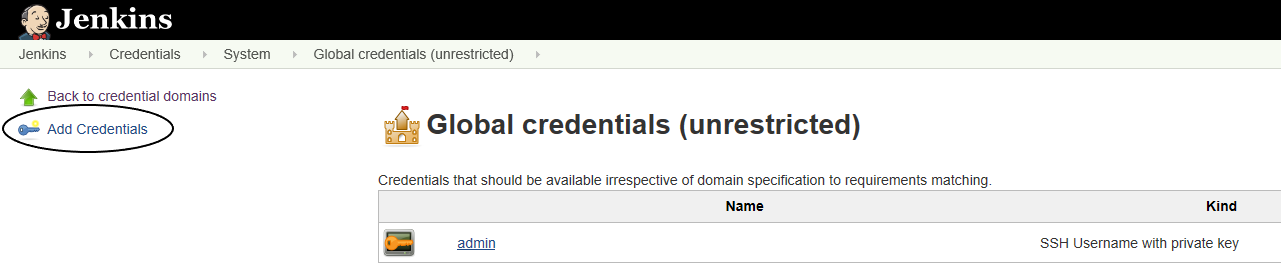 Jenkins
Jenkins Credentials System Global credentials (unrestricted)
Back to credential domains
Add Credentials
Global credentials (unrestricted)
Credentials that should be available irrespective of domain specification to requirements matching.
Name Kind
admin SSH Username with private key